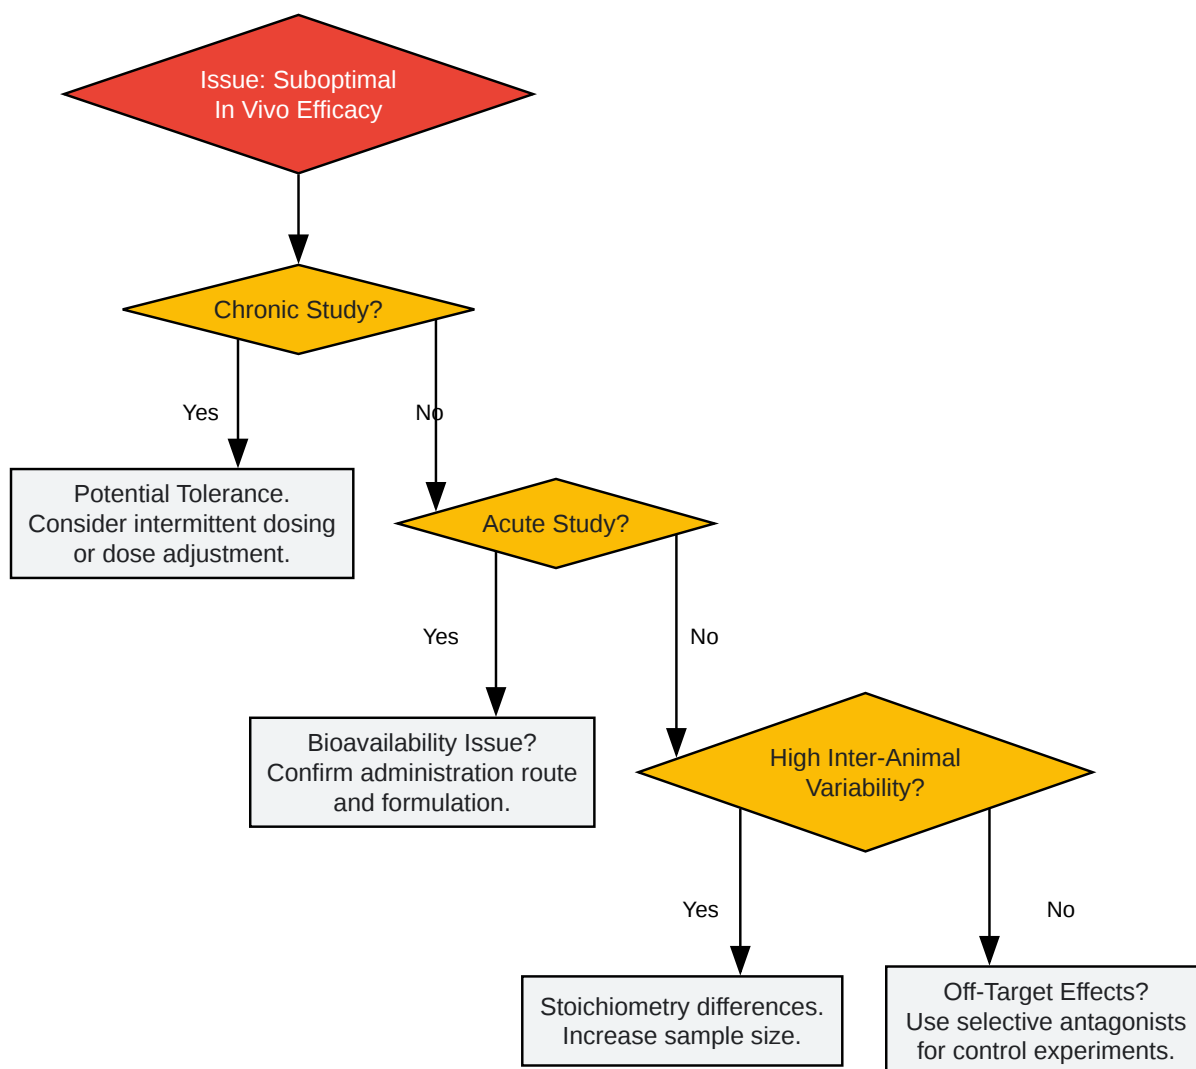 Issue: Suboptimal
In Vivo Efficacy
Chronic Study?
Yes
No
Potential Tolerance.
Consider intermittent dosing
or dose adjustment.
Acute Study?
Yes
No
Bioavailability Issue?
Confirm administration route
and formulation.
High Inter-Animal
Variability?
Yes
No
Stoichiometry differences.
Increase sample size.
Off-Target Effects?
Use selective antagonists
for control experiments.